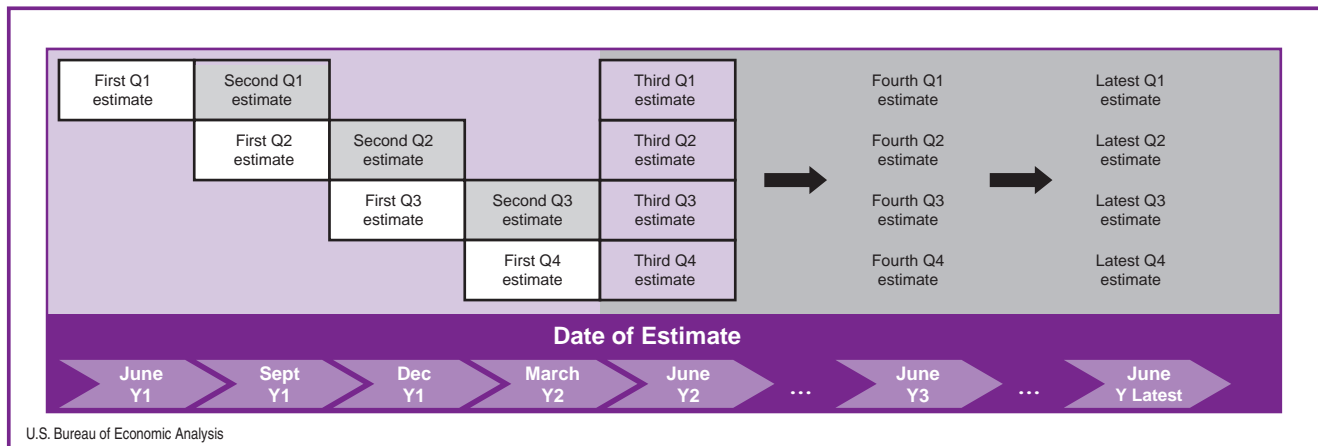 First Q1
estimate
Second Q1
estimate
Third Q1
estimate
Fourth Q1
estimate
Latest Q1
estimate
First Q2
estimate
Second Q2
estimate
Third Q2
estimate
Fourth Q2
estimate
Latest Q2
estimate
First Q3
estimate
Second Q3
estimate
Third Q3
estimate
Fourth Q3
estimate
Latest Q3
estimate
First Q4
estimate
Third Q4
estimate
Fourth Q4
estimate
Latest Q4
estimate
Date of Estimate
June
Y1
Sept
Y1
Dec
Y1
March
Y2
June
Y2
...
June
Y3
...
June
Y Latest
U.S. Bureau of Economic Analysis